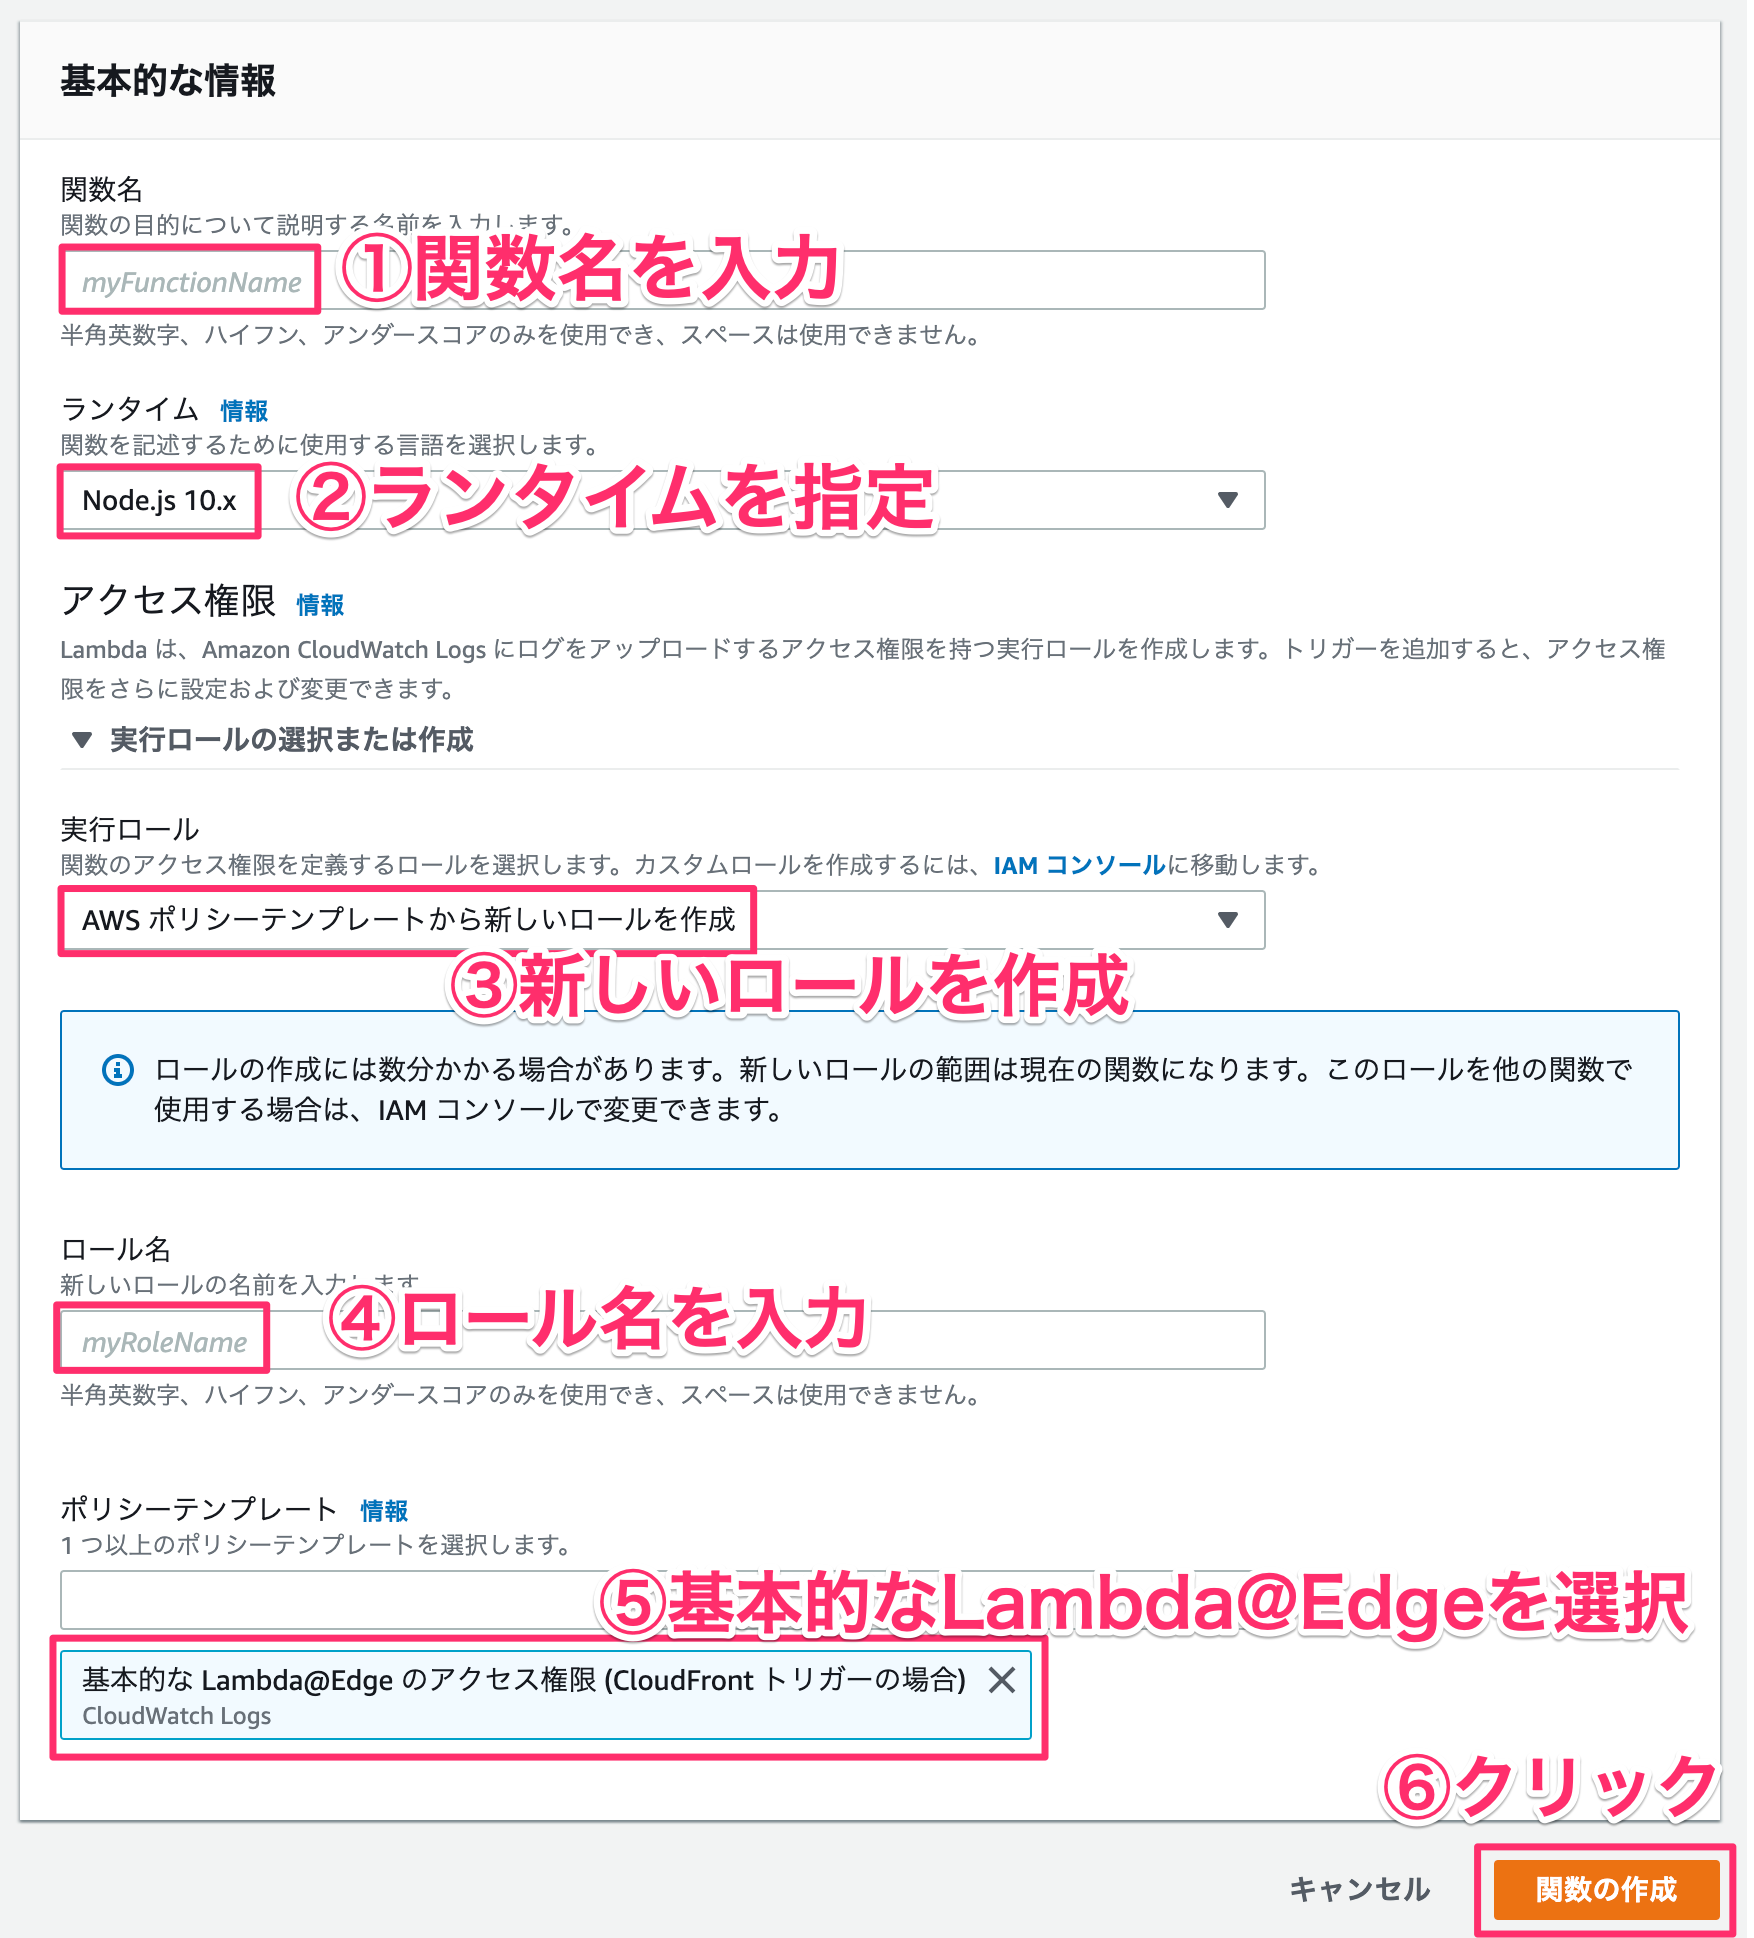 基本的な情報
関数名
関数の目的について説明する名前を入力します。
myFunctionName
①関数名を入力
半角英数字、ハイフン、アンダースコアのみを使用でき、スペースは使用できません。
ランタイム 情報
関数を記述するために使用する言語を選択します。
Node.js 10.x
②ランタイムを指定
アクセス権限 情報
Lambda は、Amazon CloudWatch Logs にログをアップロードするアクセス権限を持つ実行ロールを作成します。トリガーを追加すると、アクセス権
限をさらに設定および変更できます。
実行ロールの選択または作成
実行ロール
関数のアクセス権限を定義するロールを選択します。カスタムロールを作成するには、IAM コンソールに移動します。
AWS ポリシーテンプレートから新しいロールを作成
③新しいロールを作成
ロールの作成には数分かかる場合があります。新しいロールの範囲は現在の関数になります。このロールを他の関数で
使用する場合は、IAM コンソールで変更できます。
ロール名
新しいロールの名前を入力します
myRoleName
④ロール名を入力
半角英数字、ハイフン、アンダースコアのみを使用でき、スペースは使用できません。
ポリシーテンプレート 情報
1 つ以上のポリシーテンプレートを選択します。
⑤基本的なLambda@Edgeを選択
基本的な Lambda@Edge のアクセス権限 (CloudFront トリガーの場合)
CloudWatch Logs
⑥クリック
キャンセル
関数の作成